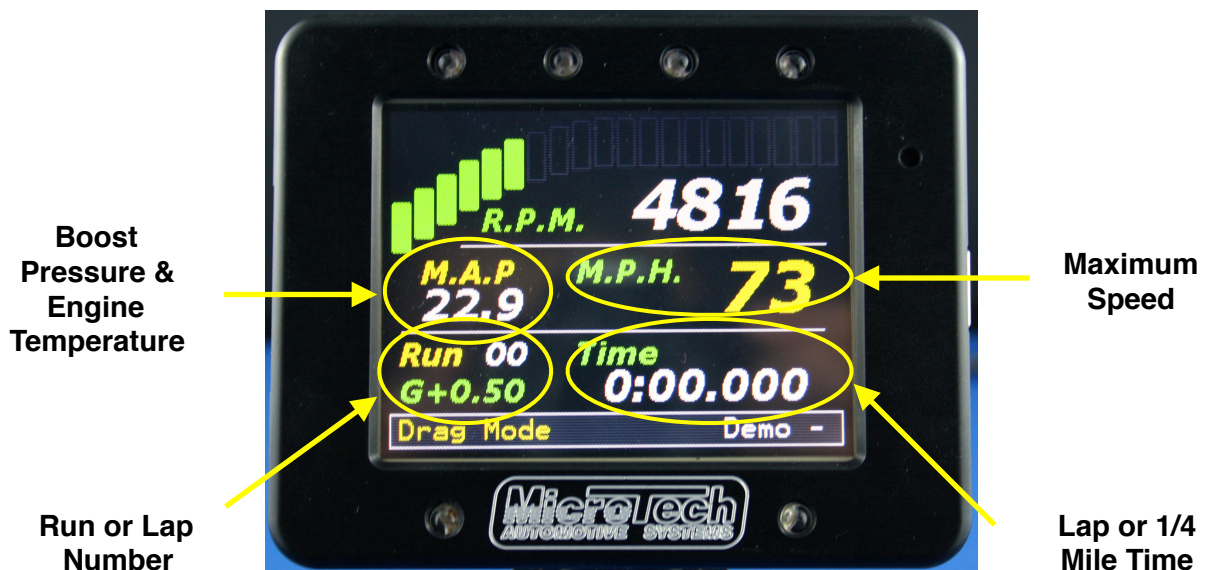 4816
R.P.M.
Boost
Pressure &
Engine
Temperature
M.A.P
22.9
M.P.H.
73
Maximum
Speed
Run 00
G+0.50
Time
0:00.000
Drag Mode Demo -
Run or Lap
Number
MicroTech
AUTOMOTIVE SYSTEMS
Lap or 1/4
Mile Time